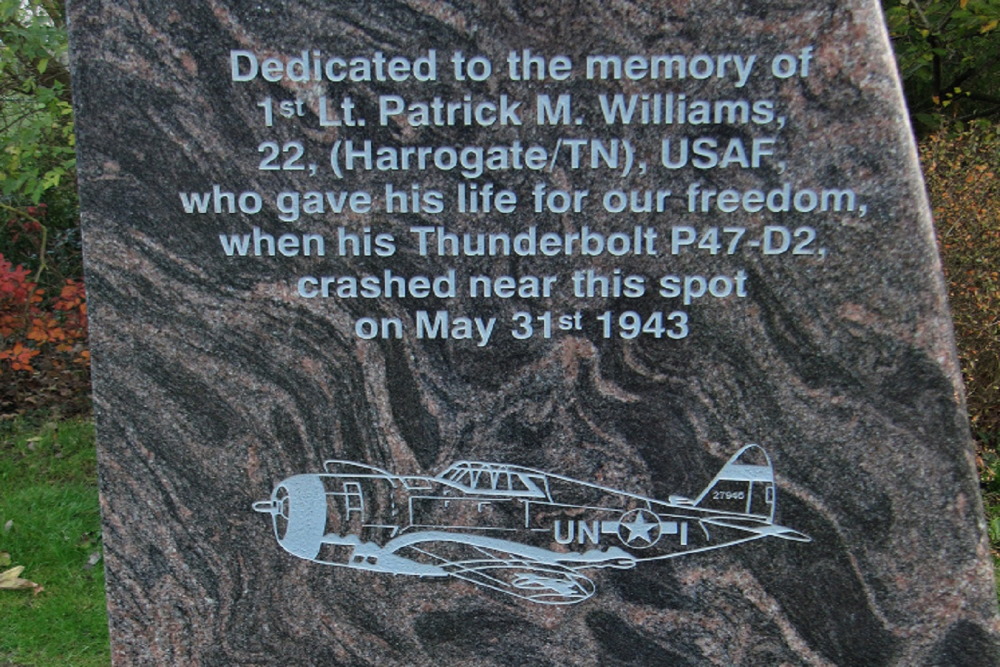 Dedicated to the memory of
1st Lt. Patrick M. Williams,
22, (Harrogate/TN), USAF,
who gave his life for our freedom,
when his Thunderbolt P47-D2,
crashed near this spot
on May 31st 1943
27946
UN I